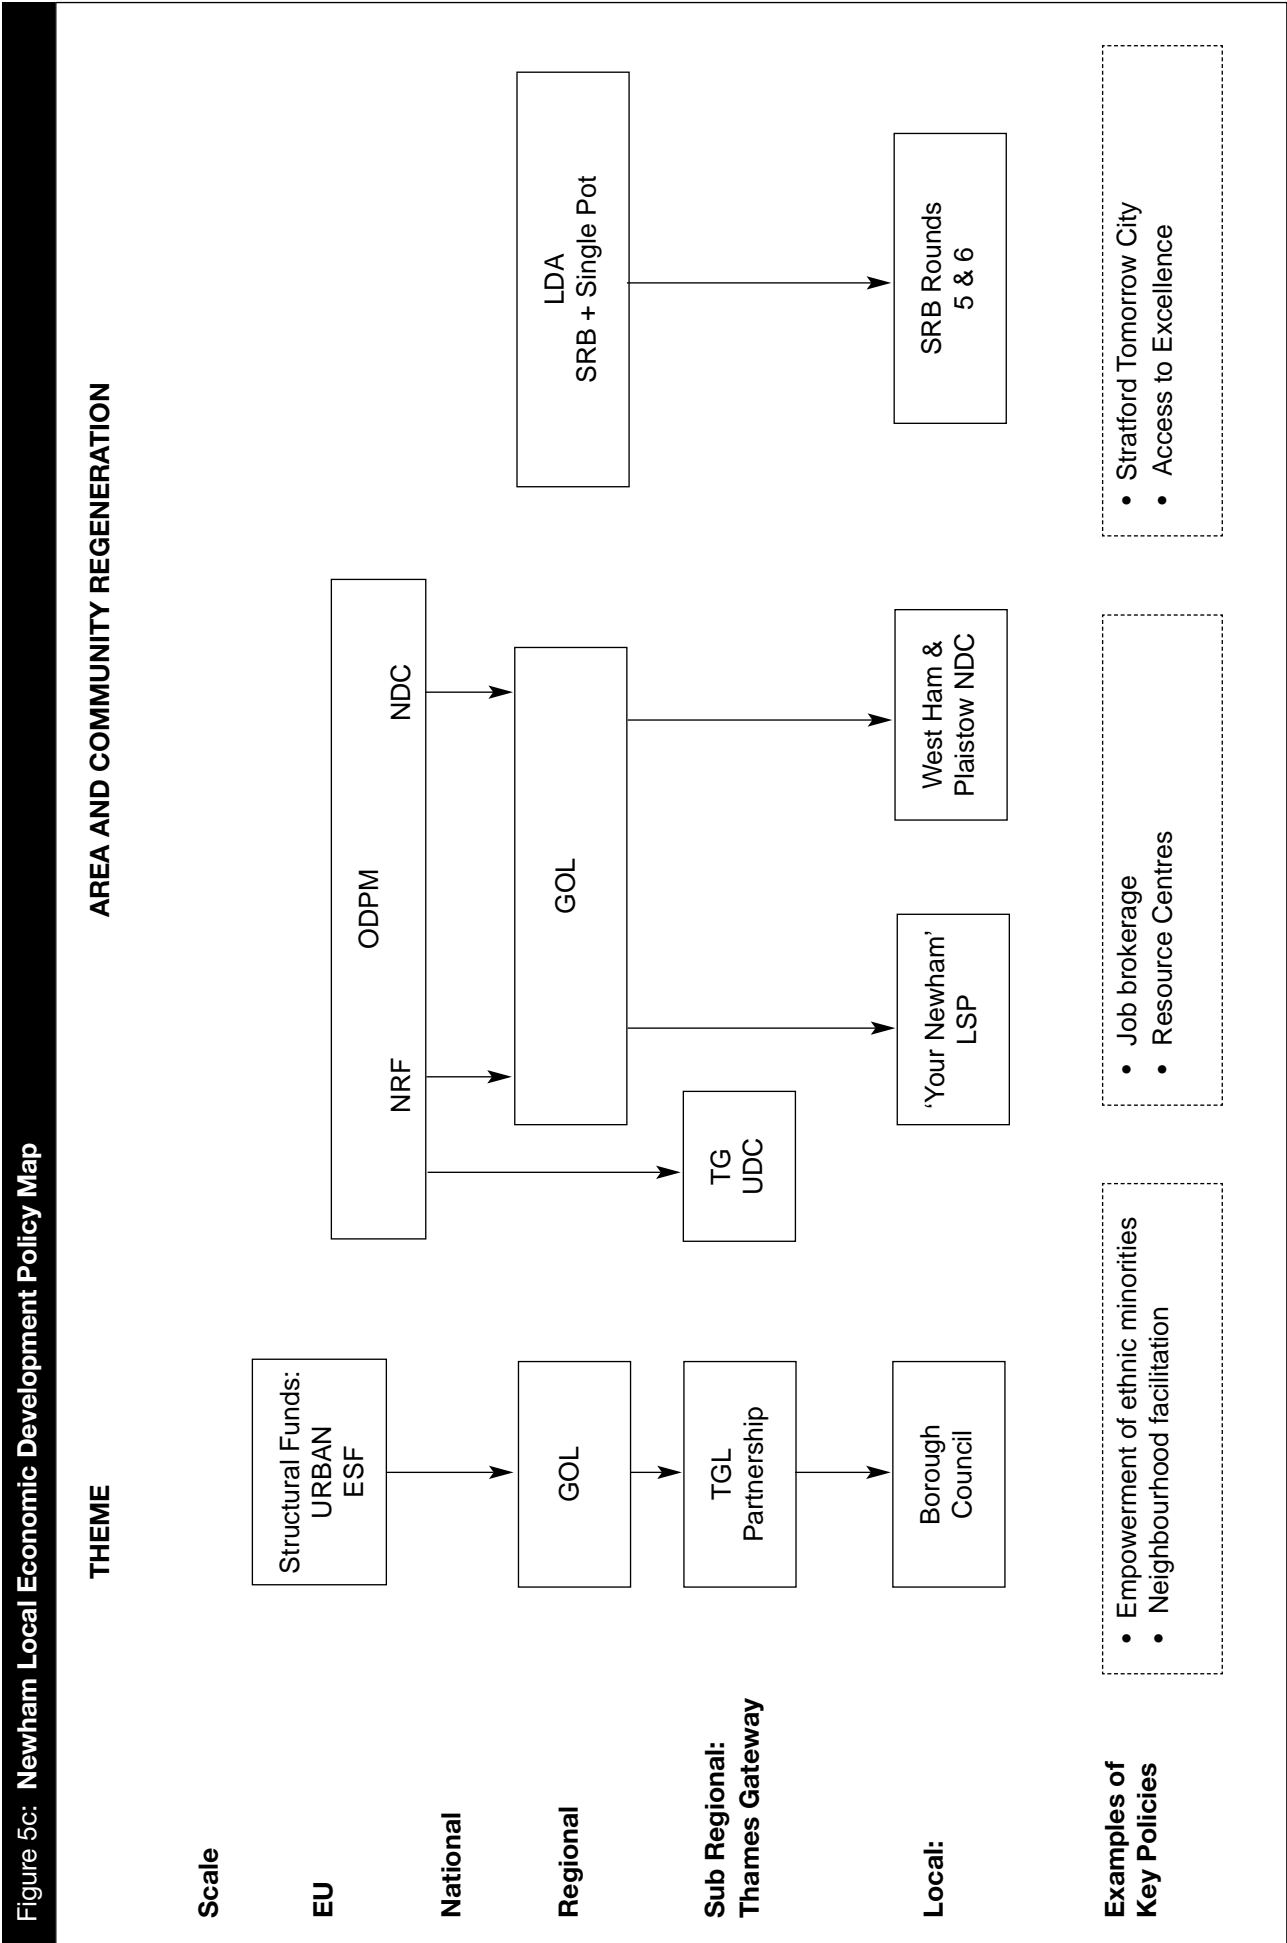 Figure 5c: Newham Local Economic Development Policy Map
THEME
AREA AND COMMUNITY REGENERATION
Scale
EU
Structural Funds:
URBAN
ESF
National
ODPM
NRF
NDC
Regional
GOL
GOL
LDA
SRB + Single Pot
Sub Regional:
Thames Gateway
TGL
Partnership
TG
UDC
Local:
Borough
Council
‘Your Newham’
LSP
West Ham &
Plaistow NDC
SRB Rounds
5 & 6
Examples of
Key Policies
• Empowerment of ethnic minorities
• Neighbourhood facilitation
• Job brokerage
• Resource Centres
• Stratford Tomorrow City
• Access to Excellence